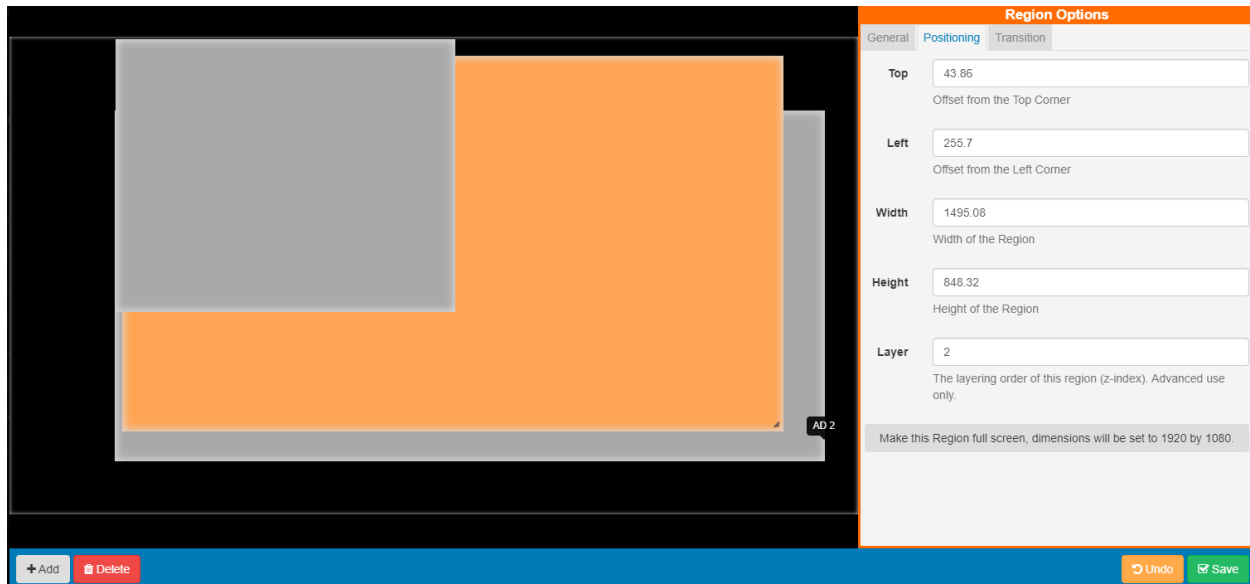 Region Options
General Positioning Transition
Top 43.86
Offset from the Top Corner
Left 255.7
Offset from the Left Corner
Width 1495.08
Width of the Region
Height 848.32
Height of the Region
Layer 2
The layering order of this region (z-index). Advanced use
only.
AD 2
Make this Region full screen, dimensions will be set to 1920 by 1080.
Add Delete Undo Save